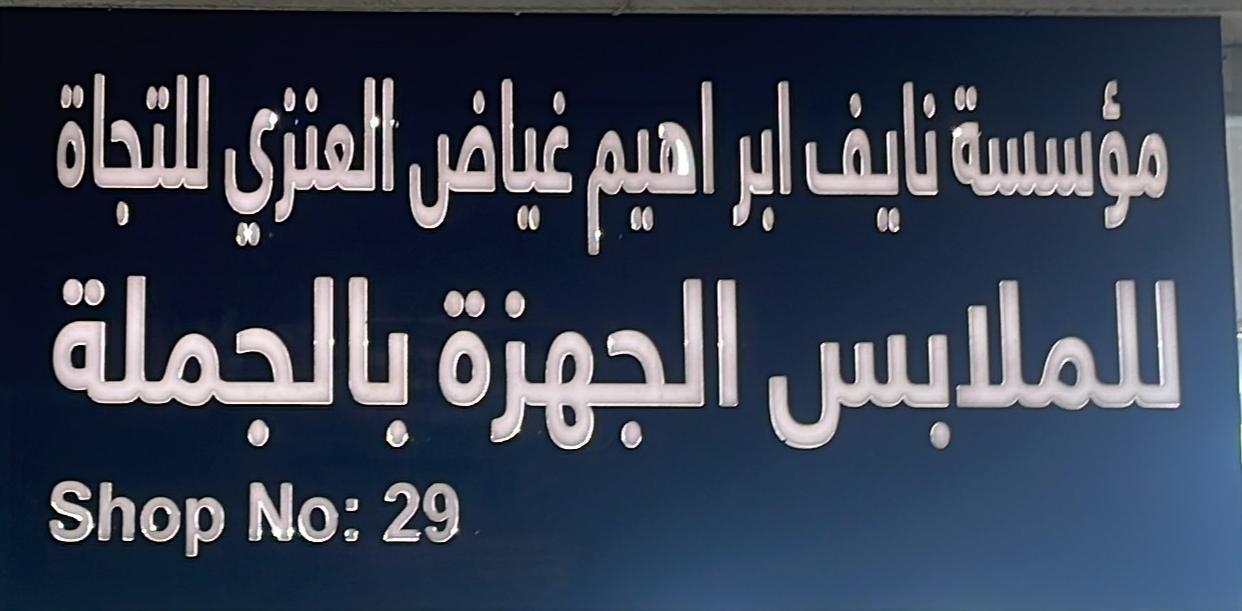 مؤسسة نايف ابراهيم غياض العنزي للتجاة
للملابس الجهزة بالجملة
Shop No: 29